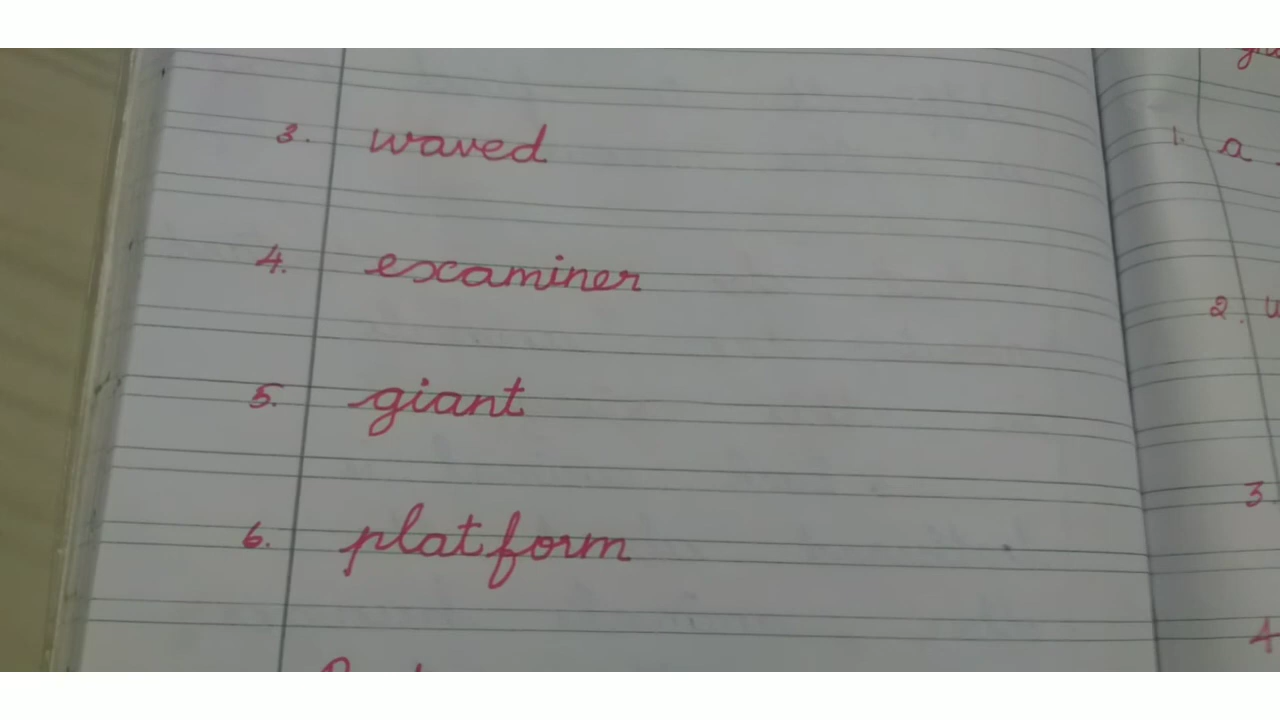 3. waved
4. examiner
5. giant
6. platform
1. a
2.
3
4